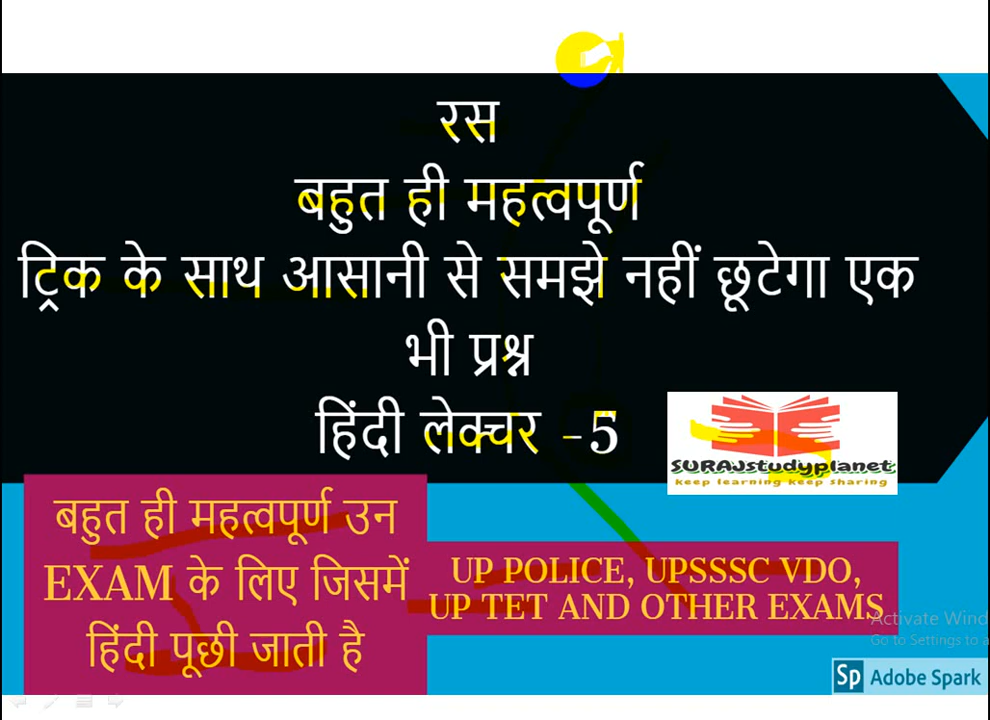 रस
बहुत ही महत्वपूर्ण
ट्रिक के साथ आसानी से समझे नहीं छूटेगा एक
भी प्रश्न
हिंदी लेक्चर -5
SURAJstudyplanet
keep learning keep sharing
बहुत ही महत्वपूर्ण उन
EXAM के लिए जिसमें
हिंदी पूछी जाती है
UP POLICE, UPSSSC VDO,
UP TET AND OTHER EXAMS
Activate Wind
Go to Settings to a
Sp Adobe Spark